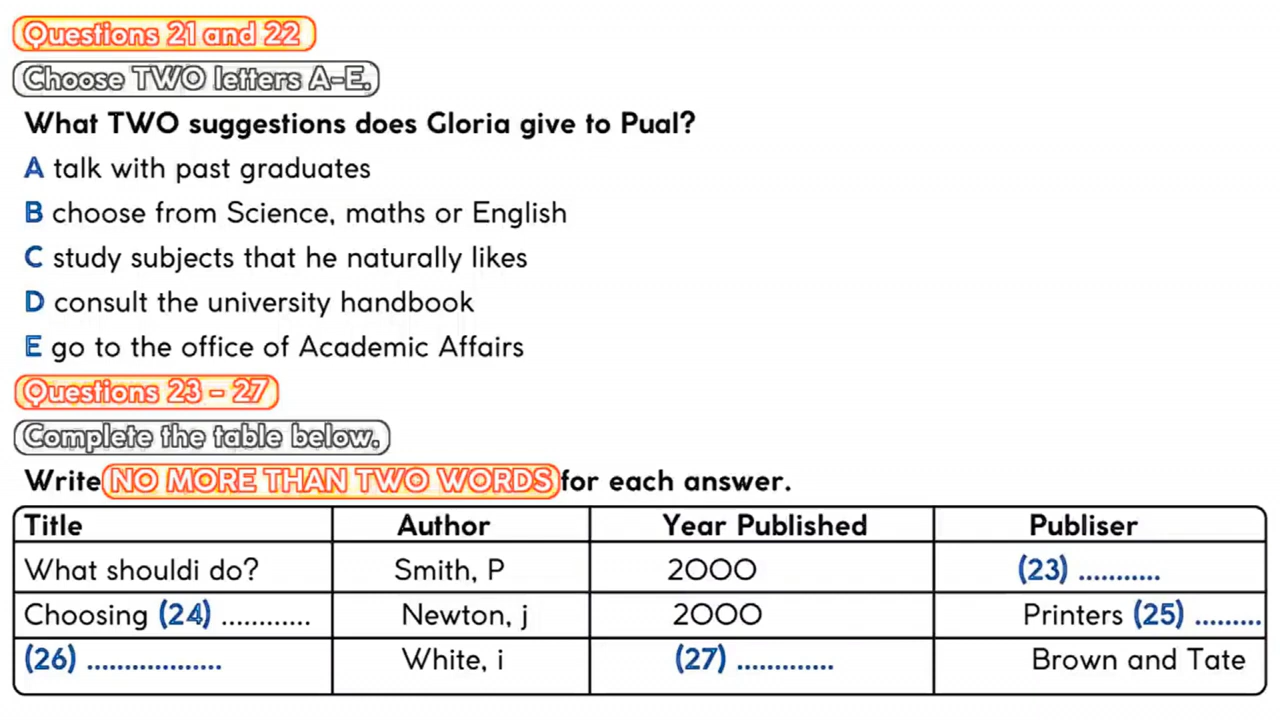 Questions 21 and 22
Choose TWO letters A-E.
What TWO suggestions does Gloria give to Pual?
A talk with past graduates
B choose from Science, maths or English
C study subjects that he naturally likes
D consult the university handbook
E go to the office of Academic Affairs
Questions 23 - 27
Complete the table below.
Write NO MORE THAN TWO WORDS for each answer.
Title Author Year Published Publiser
What shouldi do? Smith, P 2000 (23) ...........
Choosing (24) ............ Newton, j 2000 Printers (25) .........
(26) .................. White, i (27) ............. Brown and Tate